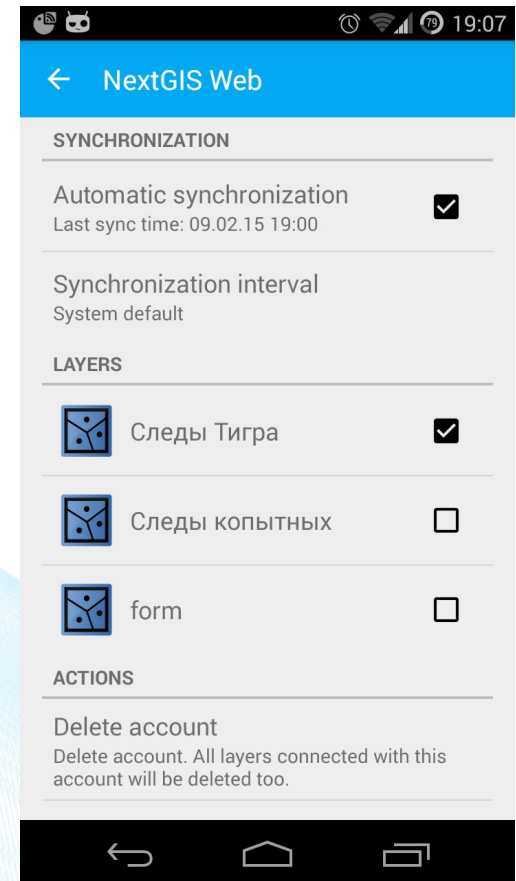 79 19:07
NextGIS Web
SYNCHRONIZATION
Automatic synchronization
Last sync time: 09.02.15 19:00
Synchronization interval
System default
LAYERS
Следы Тигра
Следы копытных
form
ACTIONS
Delete account
Delete account. All layers connected with this
account will be deleted too.